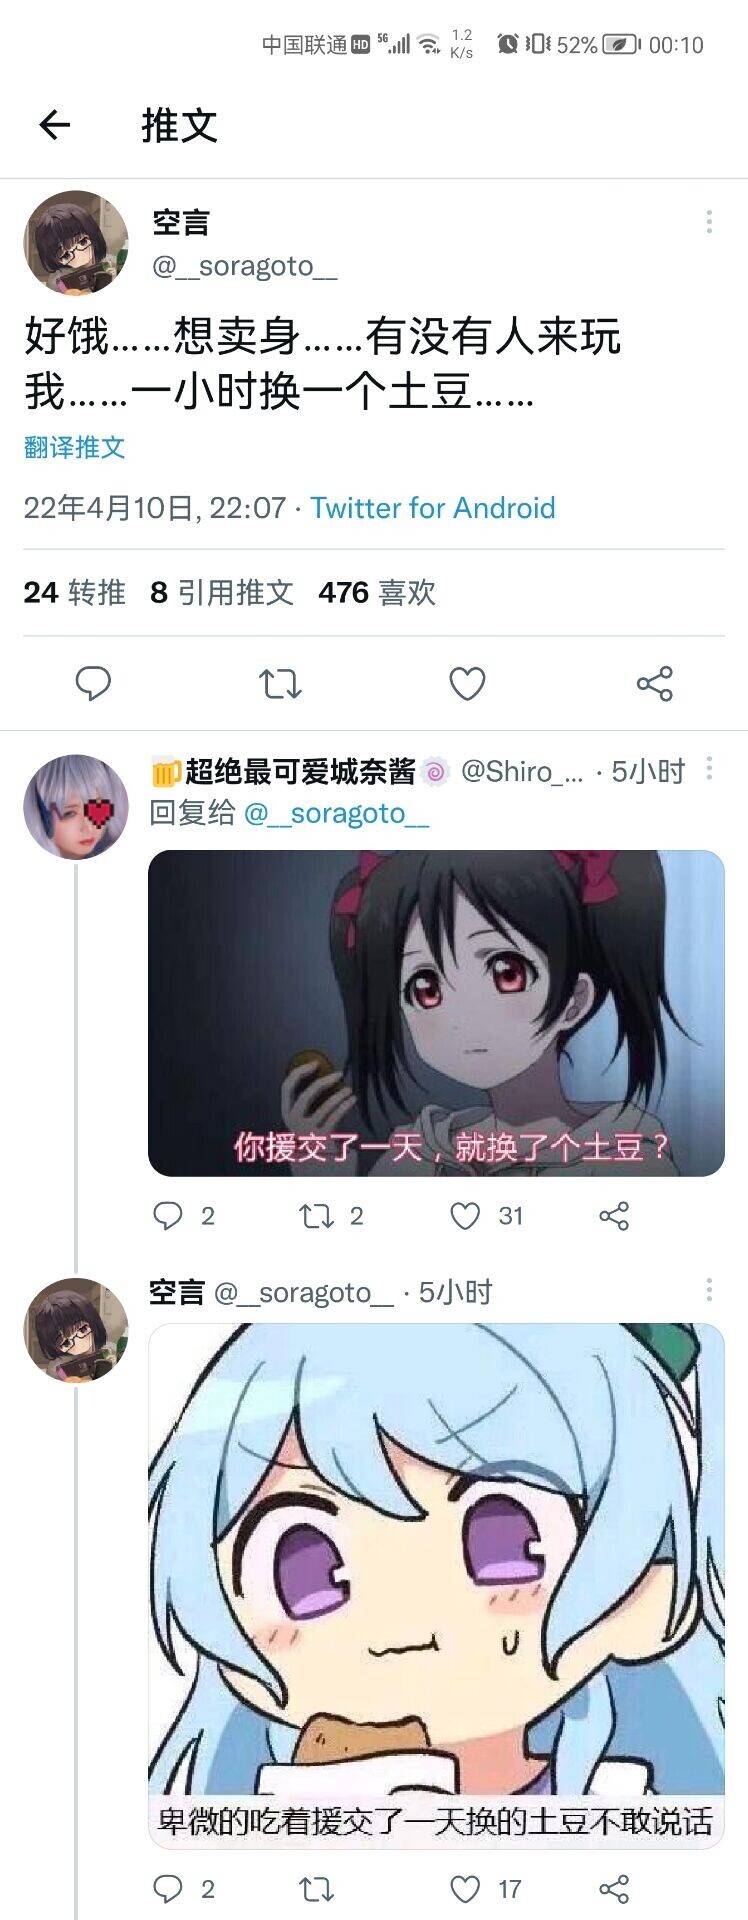 中国联通 HD 5G 1.2 K/s 52% 00:10
推文
空言
@__soragoto__
好饿……想卖身……有没有人来玩
我……一小时换一个土豆……
翻译推文
22年4月10日, 22:07 · Twitter for Android
24 转推 8 引用推文 476 喜欢
超绝最可爱城奈酱 @Shiro_... · 5小时
回复给 @__soragoto__
你援交了一天，就换了个土豆？
2 2 31
空言 @__soragoto__ · 5小时
卑微的吃着援交了一天换的土豆不敢说话
2 17